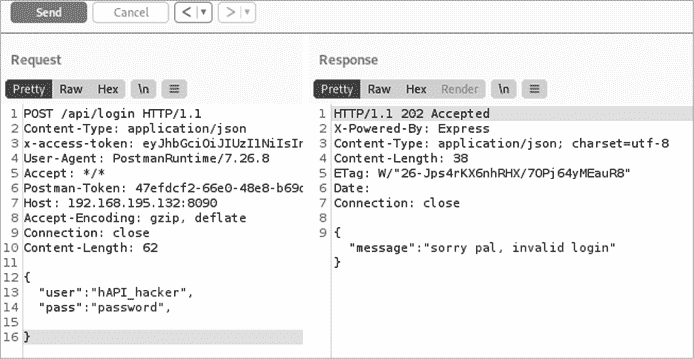 Send Cancel < >
Request
Pretty Raw Hex \n
1 POST /api/login HTTP/1.1
2 Content-Type: application/json
3 x-access-token: eyJhbGciOiJIUzI1NiIsIn
4 User-Agent: PostmanRuntime/7.26.8
5 Accept: */*
6 Postman-Token: 47efdcf2-66e0-48e8-b69d
7 Host: 192.168.195.132:8090
8 Accept-Encoding: gzip, deflate
9 Connection: close
10 Content-Length: 62
11
12 {
13 "user":"hAPI_hacker",
14 "pass":"password",
15
16 }
Response
Pretty Raw Hex Render \n
1 HTTP/1.1 202 Accepted
2 X-Powered-By: Express
3 Content-Type: application/json; charset=utf-8
4 Content-Length: 38
5 ETag: W/"26-Jps4rKX6nhRHX/7OPj64yMEauR8"
6 Date:
7 Connection: close
8
9 {
"message":"sorry pal, invalid login"
}